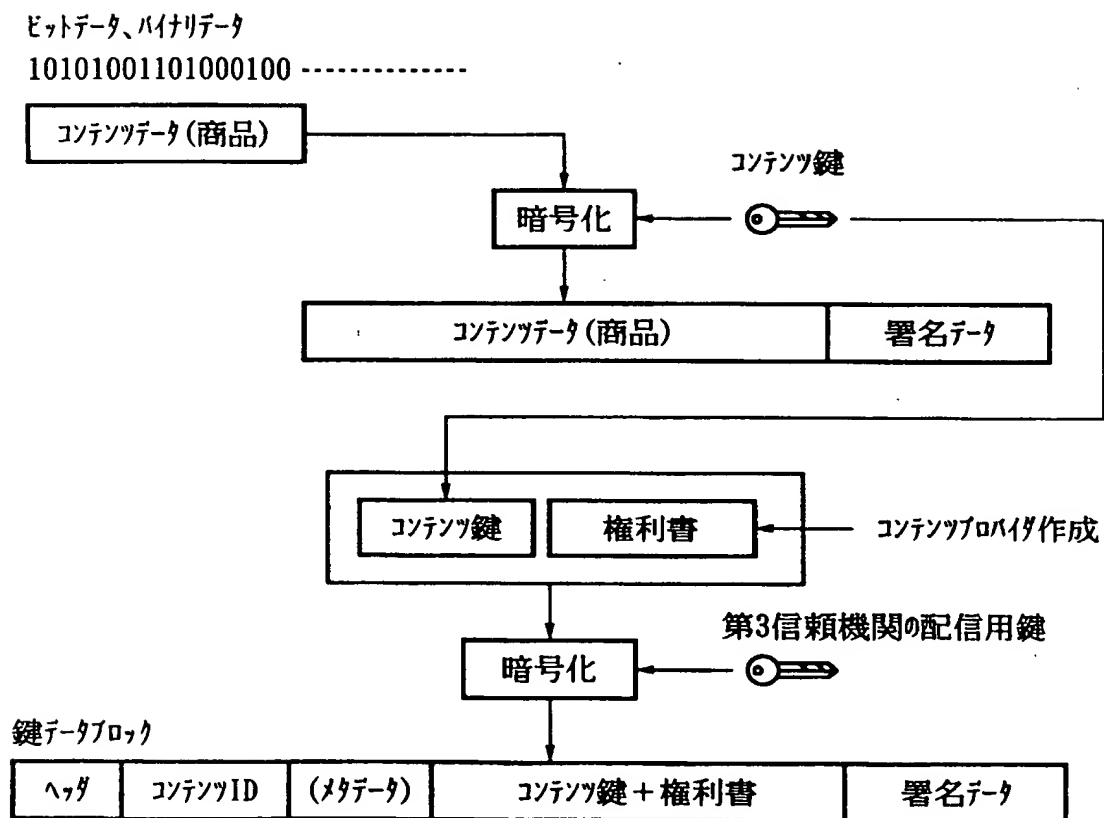 ビットデータ、バイナリデータ
10101001101000100 --------------
コンテンツデータ(商品)
コンテンツ鍵
暗号化
コンテンツデータ(商品)
署名データ
コンテンツ鍵
権利書
コンテンツプロバイダ作成
第3信頼機関の配信用鍵
暗号化
鍵データブロック
ヘッダ
コンテンツID
(メタデータ)
コンテンツ鍵+権利書
署名データ